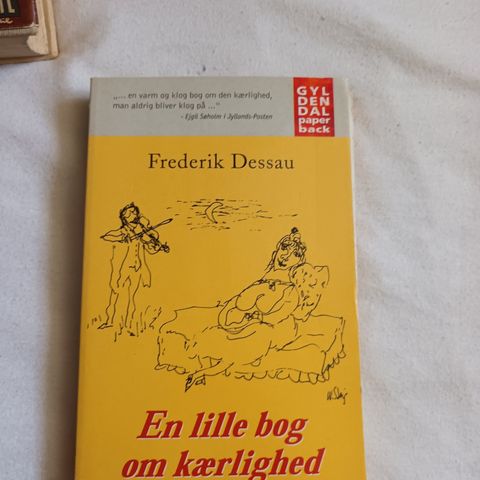 „... en varm og klog bog om den kærlighed,
man aldrig bliver klog på ..."
- Ejgil Søholm i Jyllands-Posten
GYL
DEN
DAL
paper
back
Frederik Dessau
En lille bog
om kærlighed